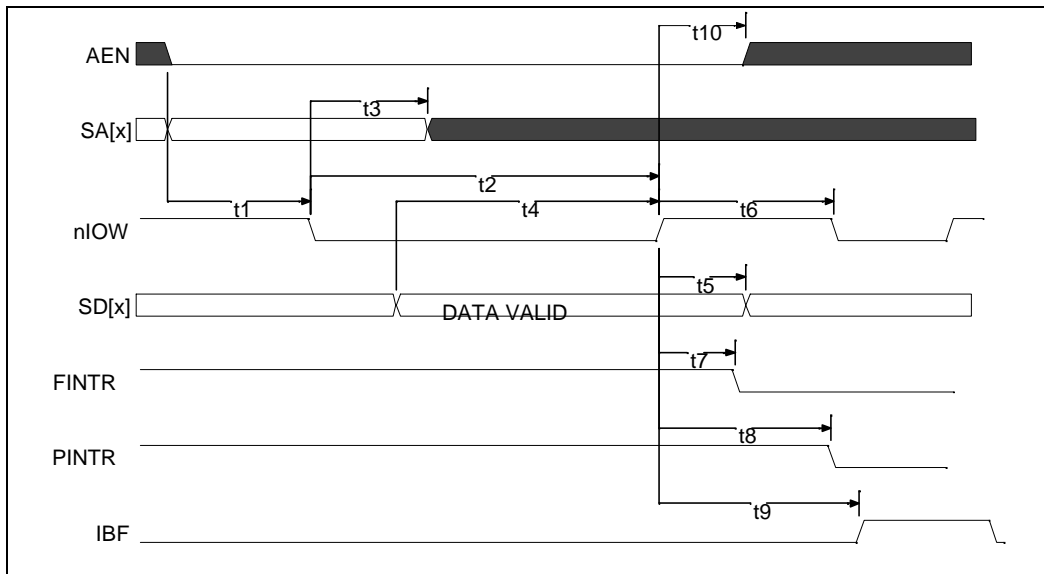 t10
AEN
t3
SA[x]
t2
t1
t4
t6
nIOW
t5
SD[x]
DATA VALID
t7
FINTR
t8
PINTR
t9
IBF